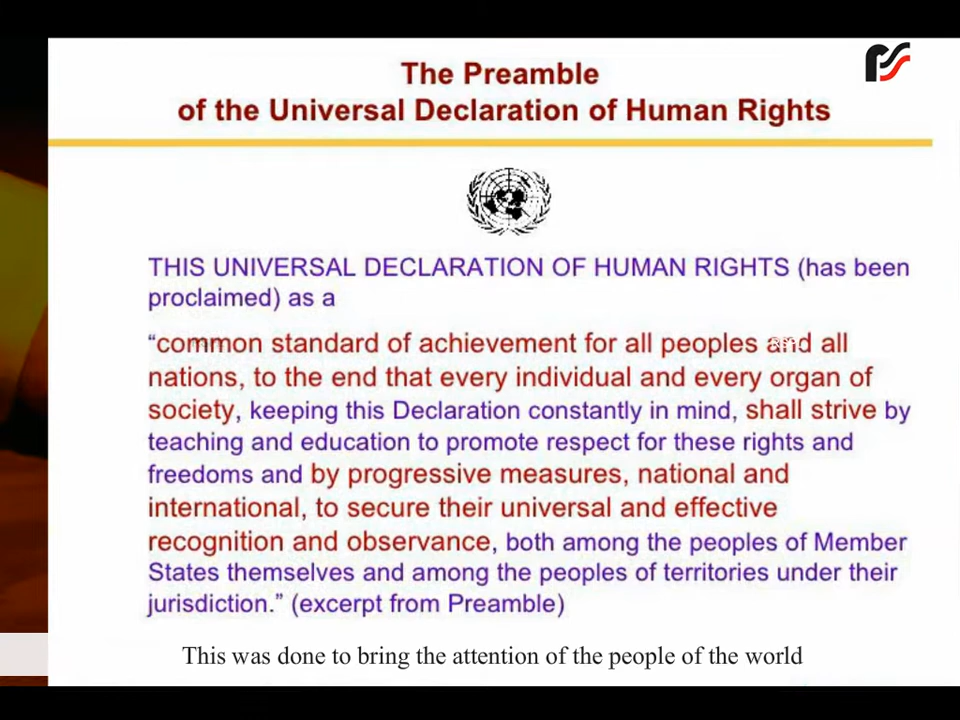 The Preamble
of the Universal Declaration of Human Rights
THIS UNIVERSAL DECLARATION OF HUMAN RIGHTS (has been
proclaimed) as a
“common standard of achievement for all peoples and all
nations, to the end that every individual and every organ of
society, keeping this Declaration constantly in mind, shall strive by
teaching and education to promote respect for these rights and
freedoms and by progressive measures, national and
international, to secure their universal and effective
recognition and observance, both among the peoples of Member
States themselves and among the peoples of territories under their
jurisdiction.” (excerpt from Preamble)
This was done to bring the attention of the people of the world